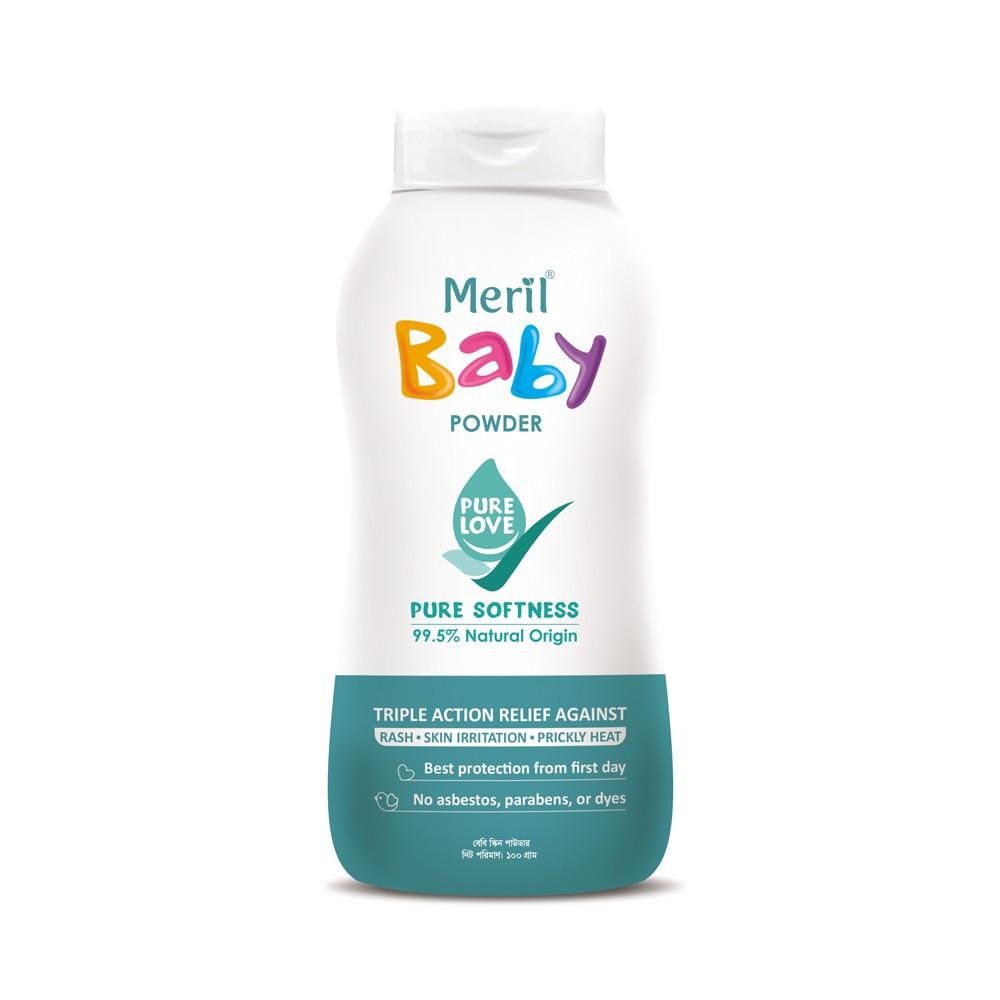 Meril®
Baby
POWDER
PURE
LOVE
PURE SOFTNESS
99.5% Natural Origin
TRIPLE ACTION RELIEF AGAINST
RASH • SKIN IRRITATION • PRICKLY HEAT
Best protection from first day
No asbestos, parabens, or dyes
বেবি স্কিন পাউডার
নিট পরিমাণ: ১০০ গ্রাম